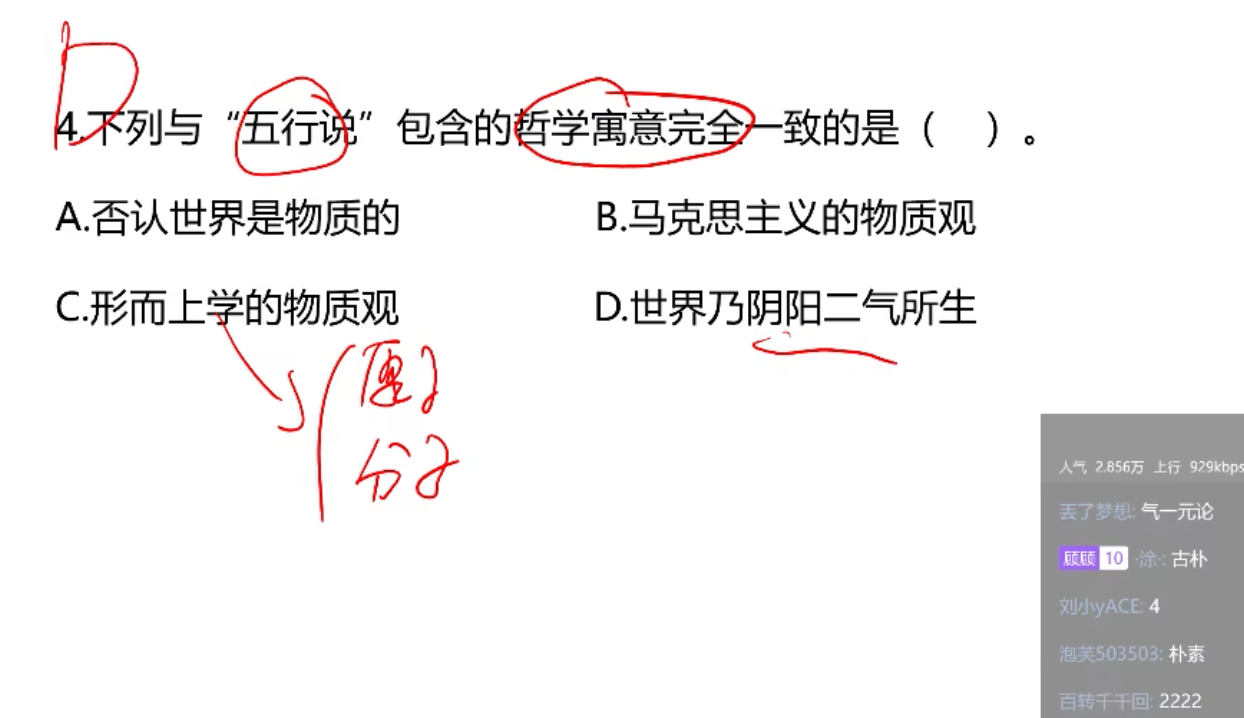 D
4.下列与“五行说”包含的哲学寓意完全一致的是（ ）。
A.否认世界是物质的 B.马克思主义的物质观
C.形而上学的物质观 D.世界乃阴阳二气所生
原子
分子
人气 2.856万 上行 929kbps
丢了梦想: 气一元论
顾顾 10 ·涂·: 古朴
刘小yACE: 4
泡芙503503: 朴素
百转千千回: 2222